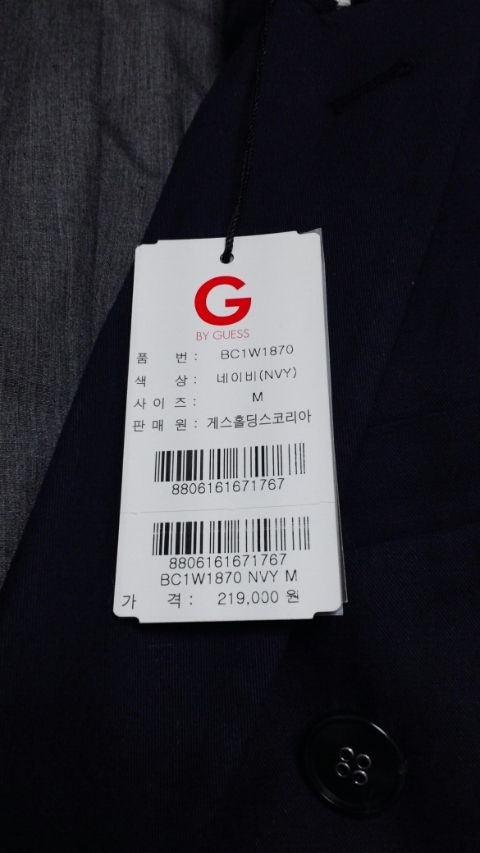 G
BY GUESS
품 번 : BC1W1870
색 상 : 네이비(NVY)
사 이 즈 : M
판 매 원 : 게스홀딩스코리아
8806161671767
8806161671767
BC1W1870 NVY M
가 격 : 219,000 원